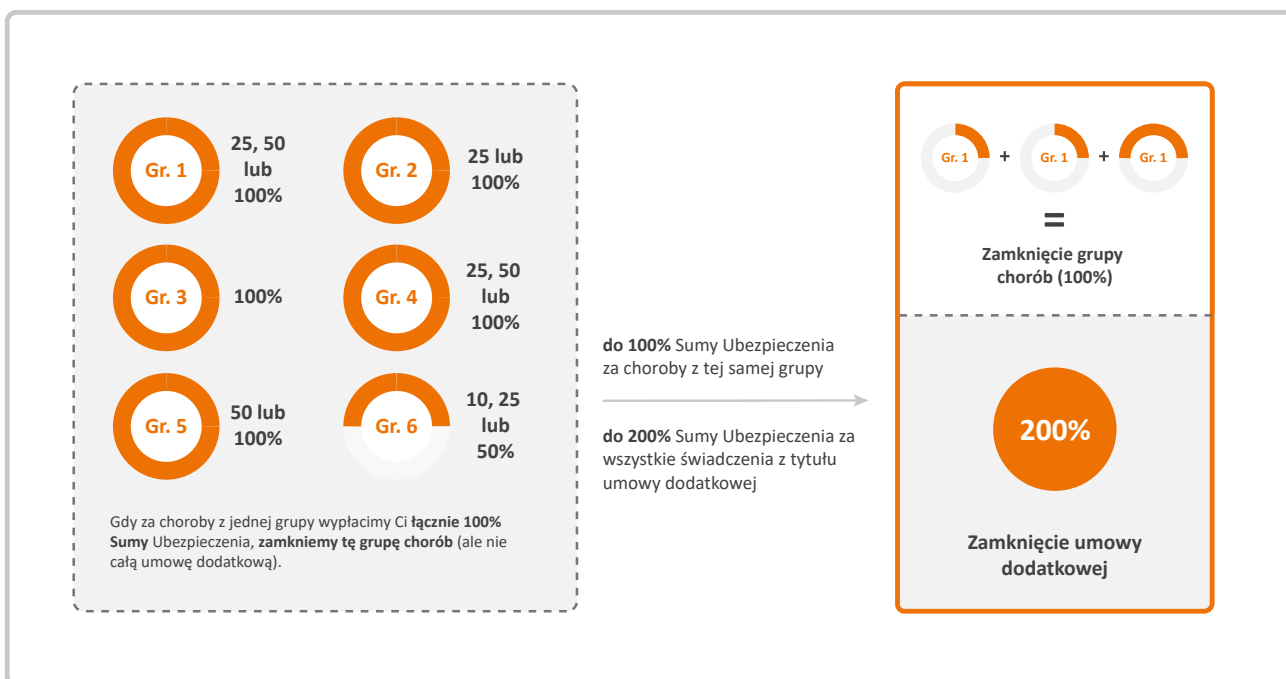 Gr. 1
25, 50
lub
100%
Gr. 2
25 lub
100%
Gr. 3
100%
Gr. 4
25, 50
lub
100%
Gr. 5
50 lub
100%
Gr. 6
10, 25
lub
50%
Gdy za choroby z jednej grupy wypłacimy Ci łącznie 100%
Sumy Ubezpieczenia, zamkniemy tę grupę chorób (ale nie
całą umowę dodatkową).
do 100% Sumy Ubezpieczenia
za choroby z tej samej grupy
do 200% Sumy Ubezpieczenia za
wszystkie świadczenia z tytułu
umowy dodatkowej
Gr. 1 + Gr. 1 + Gr. 1
=
Zamknięcie grupy
chorób (100%)
200%
Zamknięcie umowy
dodatkowej